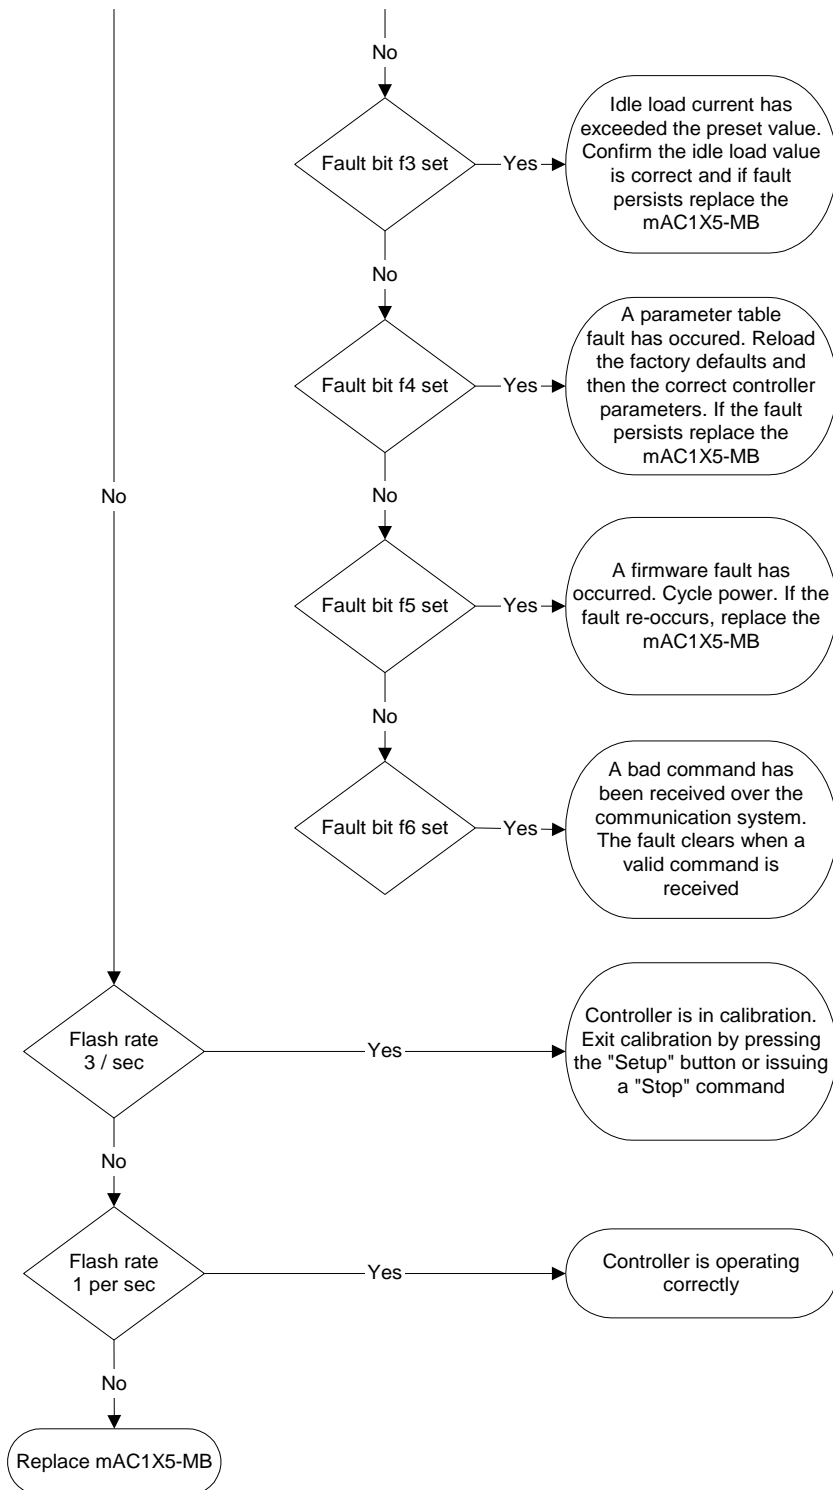 No
Fault bit f3 set
Yes
Idle load current has
exceeded the preset value.
Confirm the idle load value
is correct and if fault
persists replace the
mAC1X5-MB
No
Fault bit f4 set
Yes
A parameter table
fault has occured. Reload
the factory defaults and
then the correct controller
parameters. If the fault
persists replace the
mAC1X5-MB
No
No
Fault bit f5 set
Yes
A firmware fault has
occurred. Cycle power. If the
fault re-occurs, replace the
mAC1X5-MB
No
Fault bit f6 set
Yes
A bad command has
been received over the
communication system.
The fault clears when a
valid command is
received
Flash rate
3 / sec
Yes
Controller is in calibration.
Exit calibration by pressing
the "Setup" button or issuing
a "Stop" command
No
Flash rate
1 per sec
Yes
Controller is operating
correctly
No
Replace mAC1X5-MB